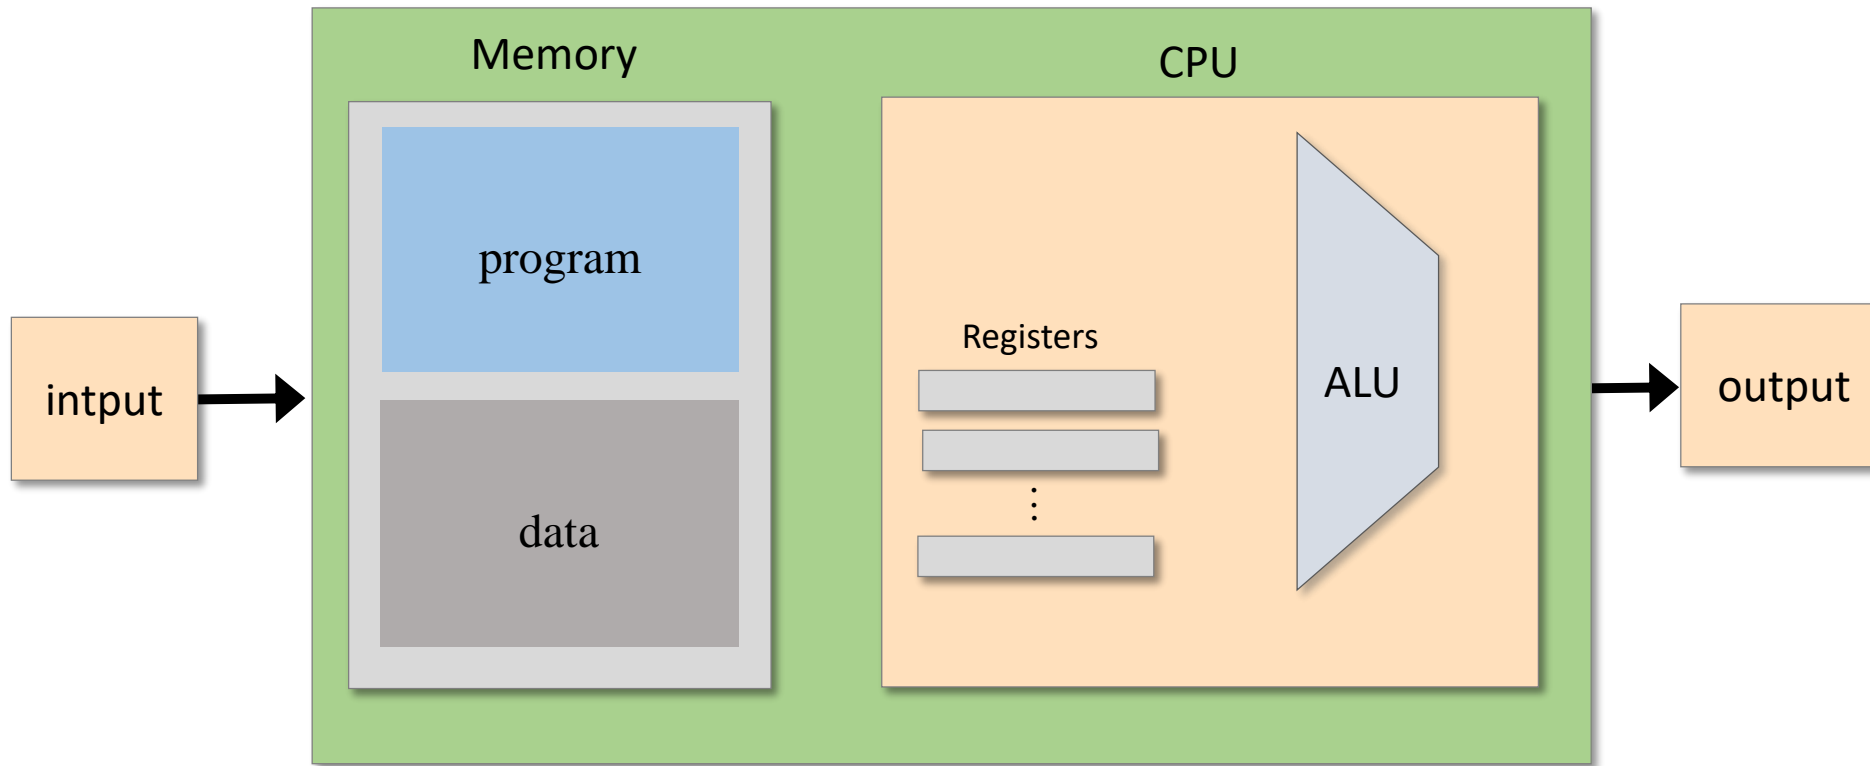 Memory
CPU
program
Registers
intput
ALU
output
data